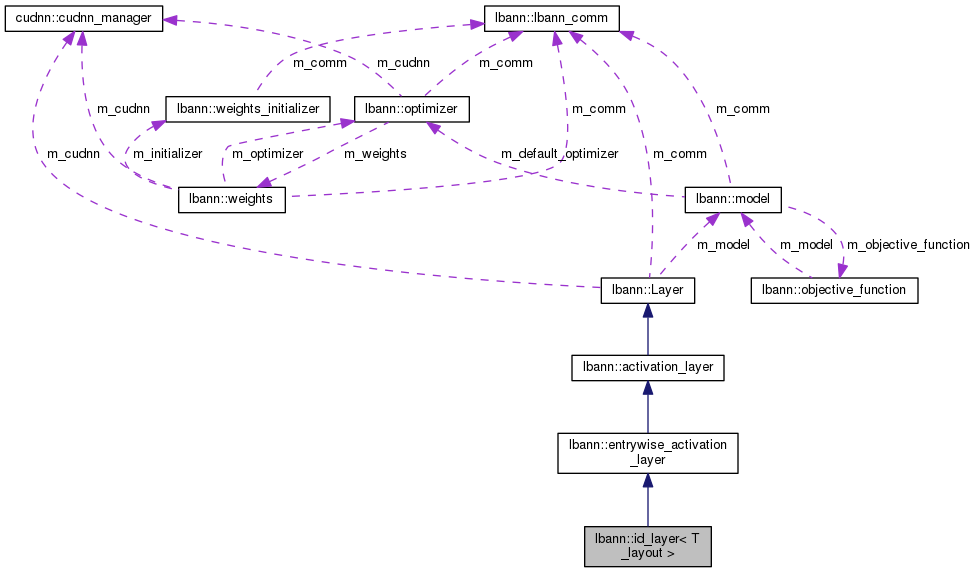 cudnn::cudnn_manager
lbann::lbann_comm
m_comm
m_cudnn
m_comm
lbann::weights_initializer
lbann::optimizer
m_cudnn
m_comm
m_comm
m_cudnn
m_initializer
m_optimizer
m_weights
m_default_optimizer
m_comm
lbann::weights
lbann::model
m_model
m_model
m_objective_function
lbann::Layer
lbann::objective_function
lbann::activation_layer
lbann::entrywise_activation
_layer
lbann::id_layer< T
_layout >